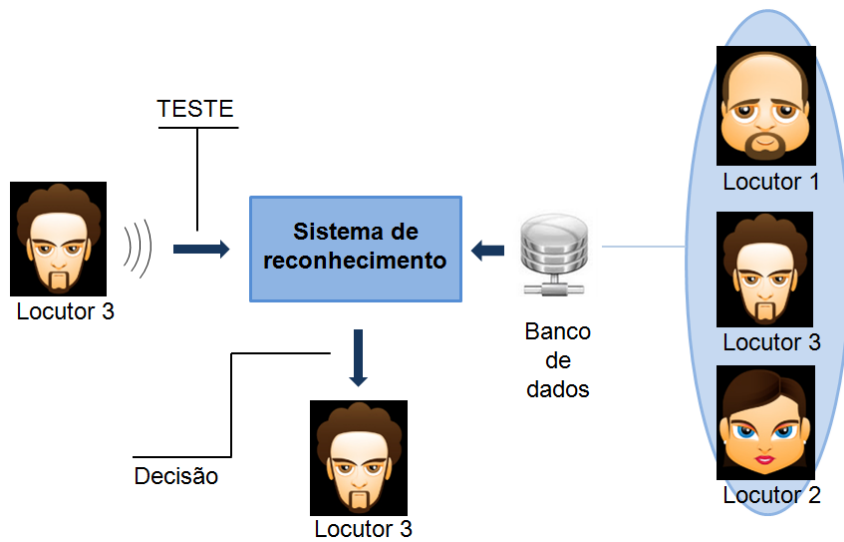 TESTE
Locutor 3
Sistema de
reconhecimento
Banco
de
dados
Locutor 1
Locutor 3
Locutor 2
Decisão
Locutor 3